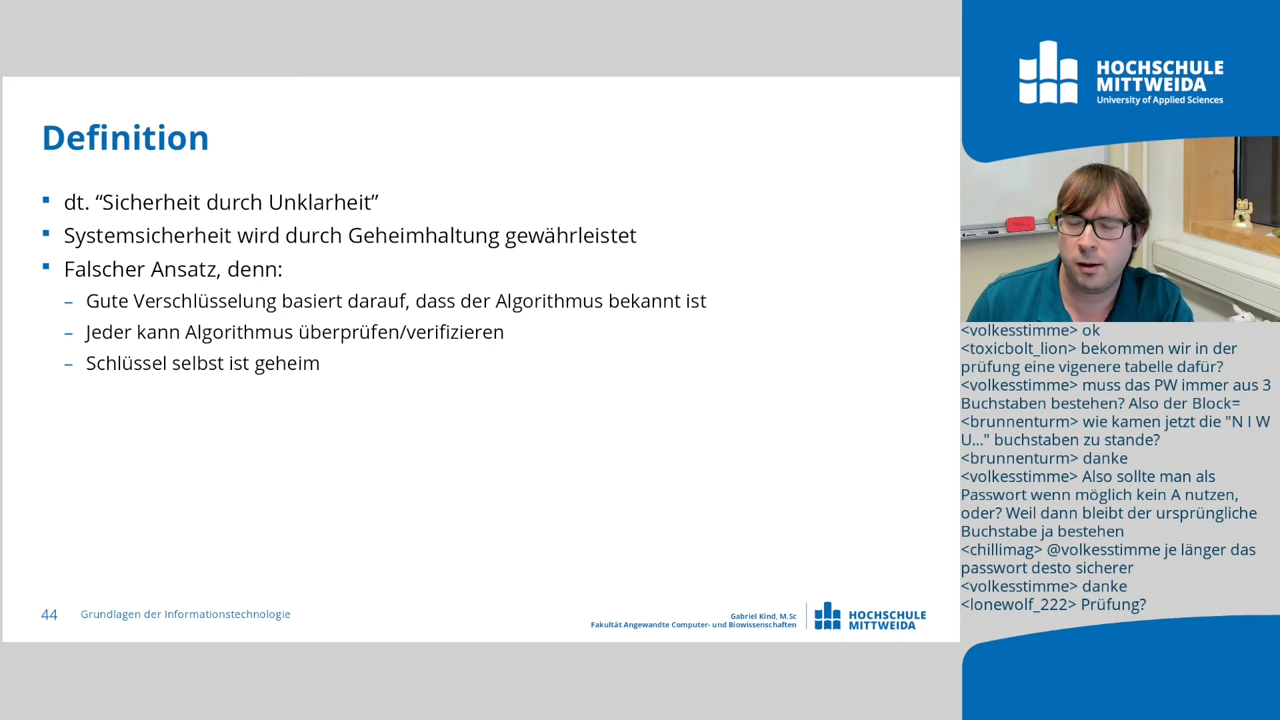 Definition
dt. “Sicherheit durch Unklarheit”
Systemsicherheit wird durch Geheimhaltung gewährleistet
Falscher Ansatz, denn:
– Gute Verschlüsselung basiert darauf, dass der Algorithmus bekannt ist
– Jeder kann Algorithmus überprüfen/verifizieren
– Schlüssel selbst ist geheim
44 Grundlagen der Informationstechnologie
Gabriel Kind, M.Sc
Fakultät Angewandte Computer- und Biowissenschaften
HOCHSCHULE
MITTWEIDA
HOCHSCHULE
MITTWEIDA
University of Applied Sciences
<volkesstimme> ok
<toxicbolt_lion> bekommen wir in der
prüfung eine vigenere tabelle dafür?
<volkesstimme> muss das PW immer aus 3
Buchstaben bestehen? Also der Block=
<brunnenturm> wie kamen jetzt die "N I W
U..." buchstaben zu stande?
<brunnenturm> danke
<volkesstimme> Also sollte man als
Passwort wenn möglich kein A nutzen,
oder? Weil dann bleibt der ursprüngliche
Buchstabe ja bestehen
<chillimag> @volkesstimme je länger das
passwort desto sicherer
<volkesstimme> danke
<lonewolf_222> Prüfung?